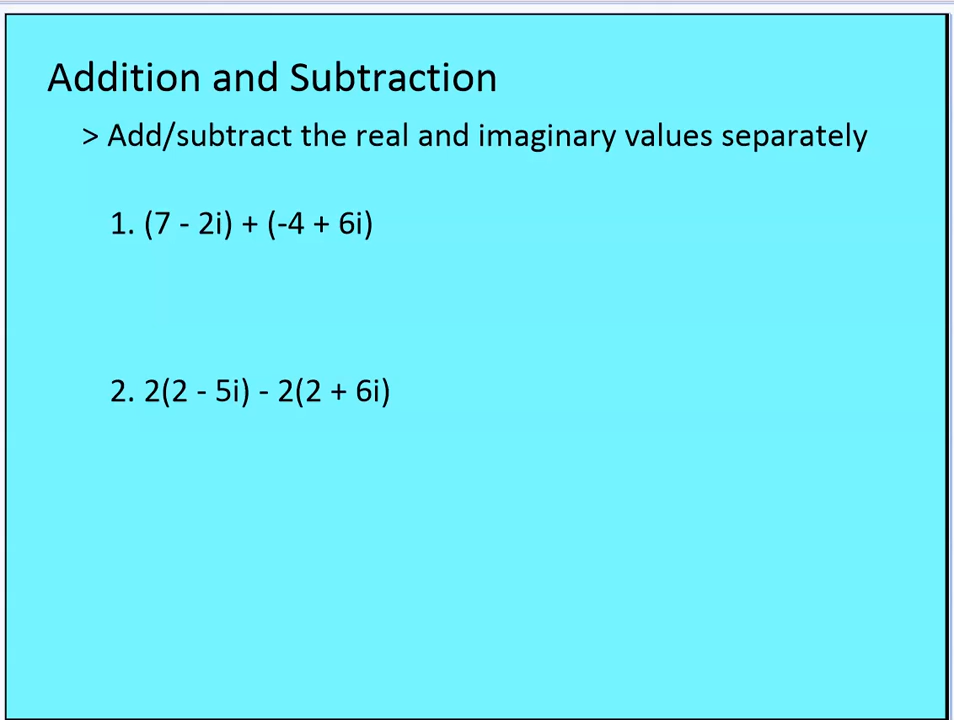 Addition and Subtraction
> Add/subtract the real and imaginary values separately
1. (7 - 2i) + (-4 + 6i)
2. 2(2 - 5i) - 2(2 + 6i)